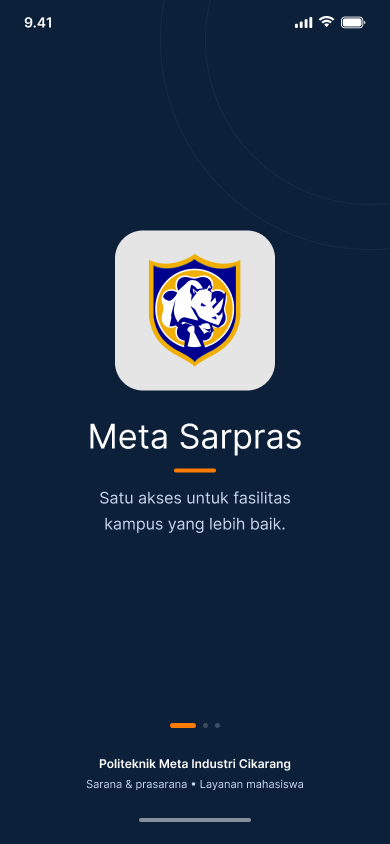 9.41
Meta Sarpras
Satu akses untuk fasilitas
kampus yang lebih baik.
Politeknik Meta Industri Cikarang
Sarana & prasarana • Layanan mahasiswa